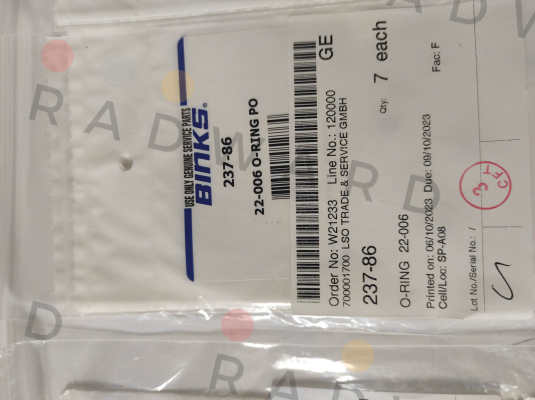 USE ONLY GENUINE SERVICE PARTS
BINKS®
237-86
22-006 O-RING PO
Order No: W21233 Line No.: 120000
700001700 LSO TRADE & SERVICE GMBH
GE
237-86
Qty: 7 each
O-RING 22-006
Printed on: 06/10/2023 Due: 09/10/2023
Cell/Loc: SP-A08
Fac: F
Lot No./Serial No.: /
RADWARD
D
RADW